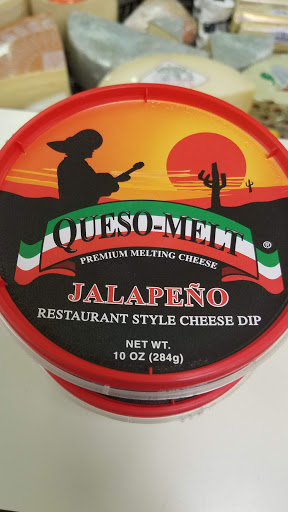 QUESO-MELT ®
PREMIUM MELTING CHEESE
JALAPEÑO
RESTAURANT STYLE CHEESE DIP
NET WT.
10 OZ (284g)